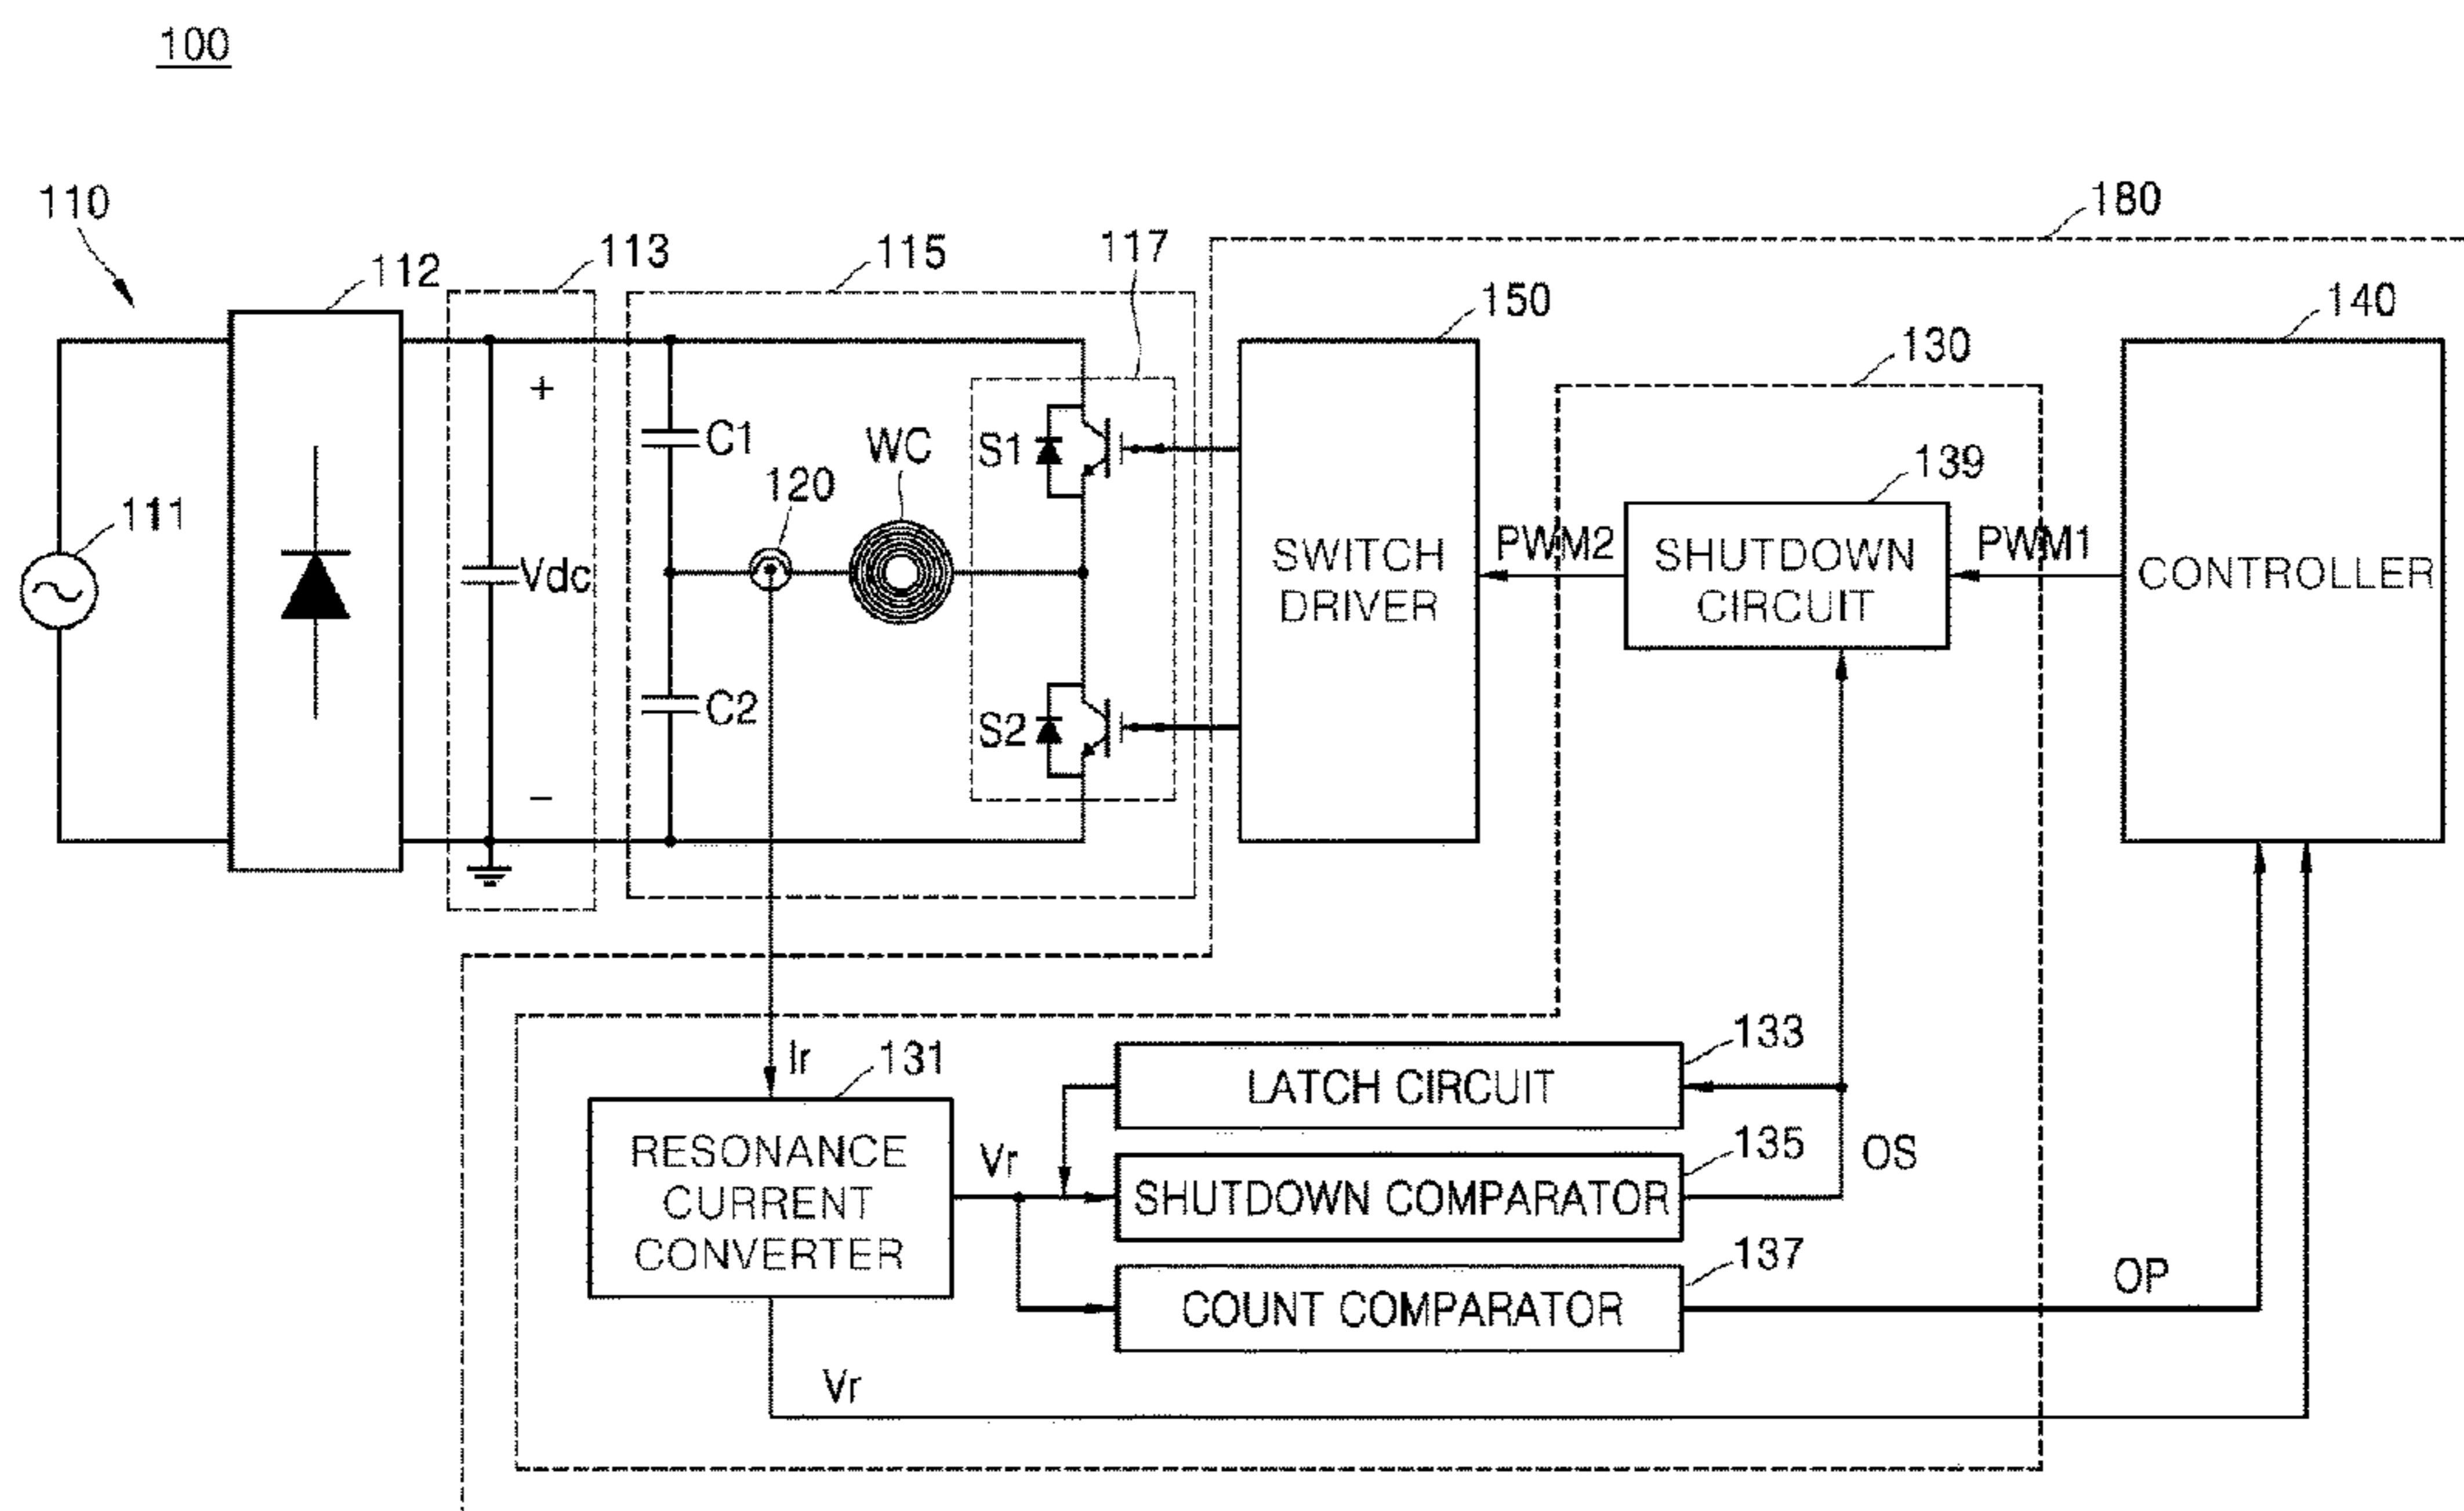 100
110
113
115
117
180
112
150
140
130
+
C1
WC
S1
139
120
111
PWM2
PWM1
Vdc
SWITCH
DRIVER
SHUTDOWN
CIRCUIT
CONTROLLER
C2
S2
−
133
Ir
131
LATCH CIRCUIT
RESONANCE
CURRENT
CONVERTER
Vr
135
OS
SHUTDOWN COMPARATOR
137
OP
COUNT COMPARATOR
Vr